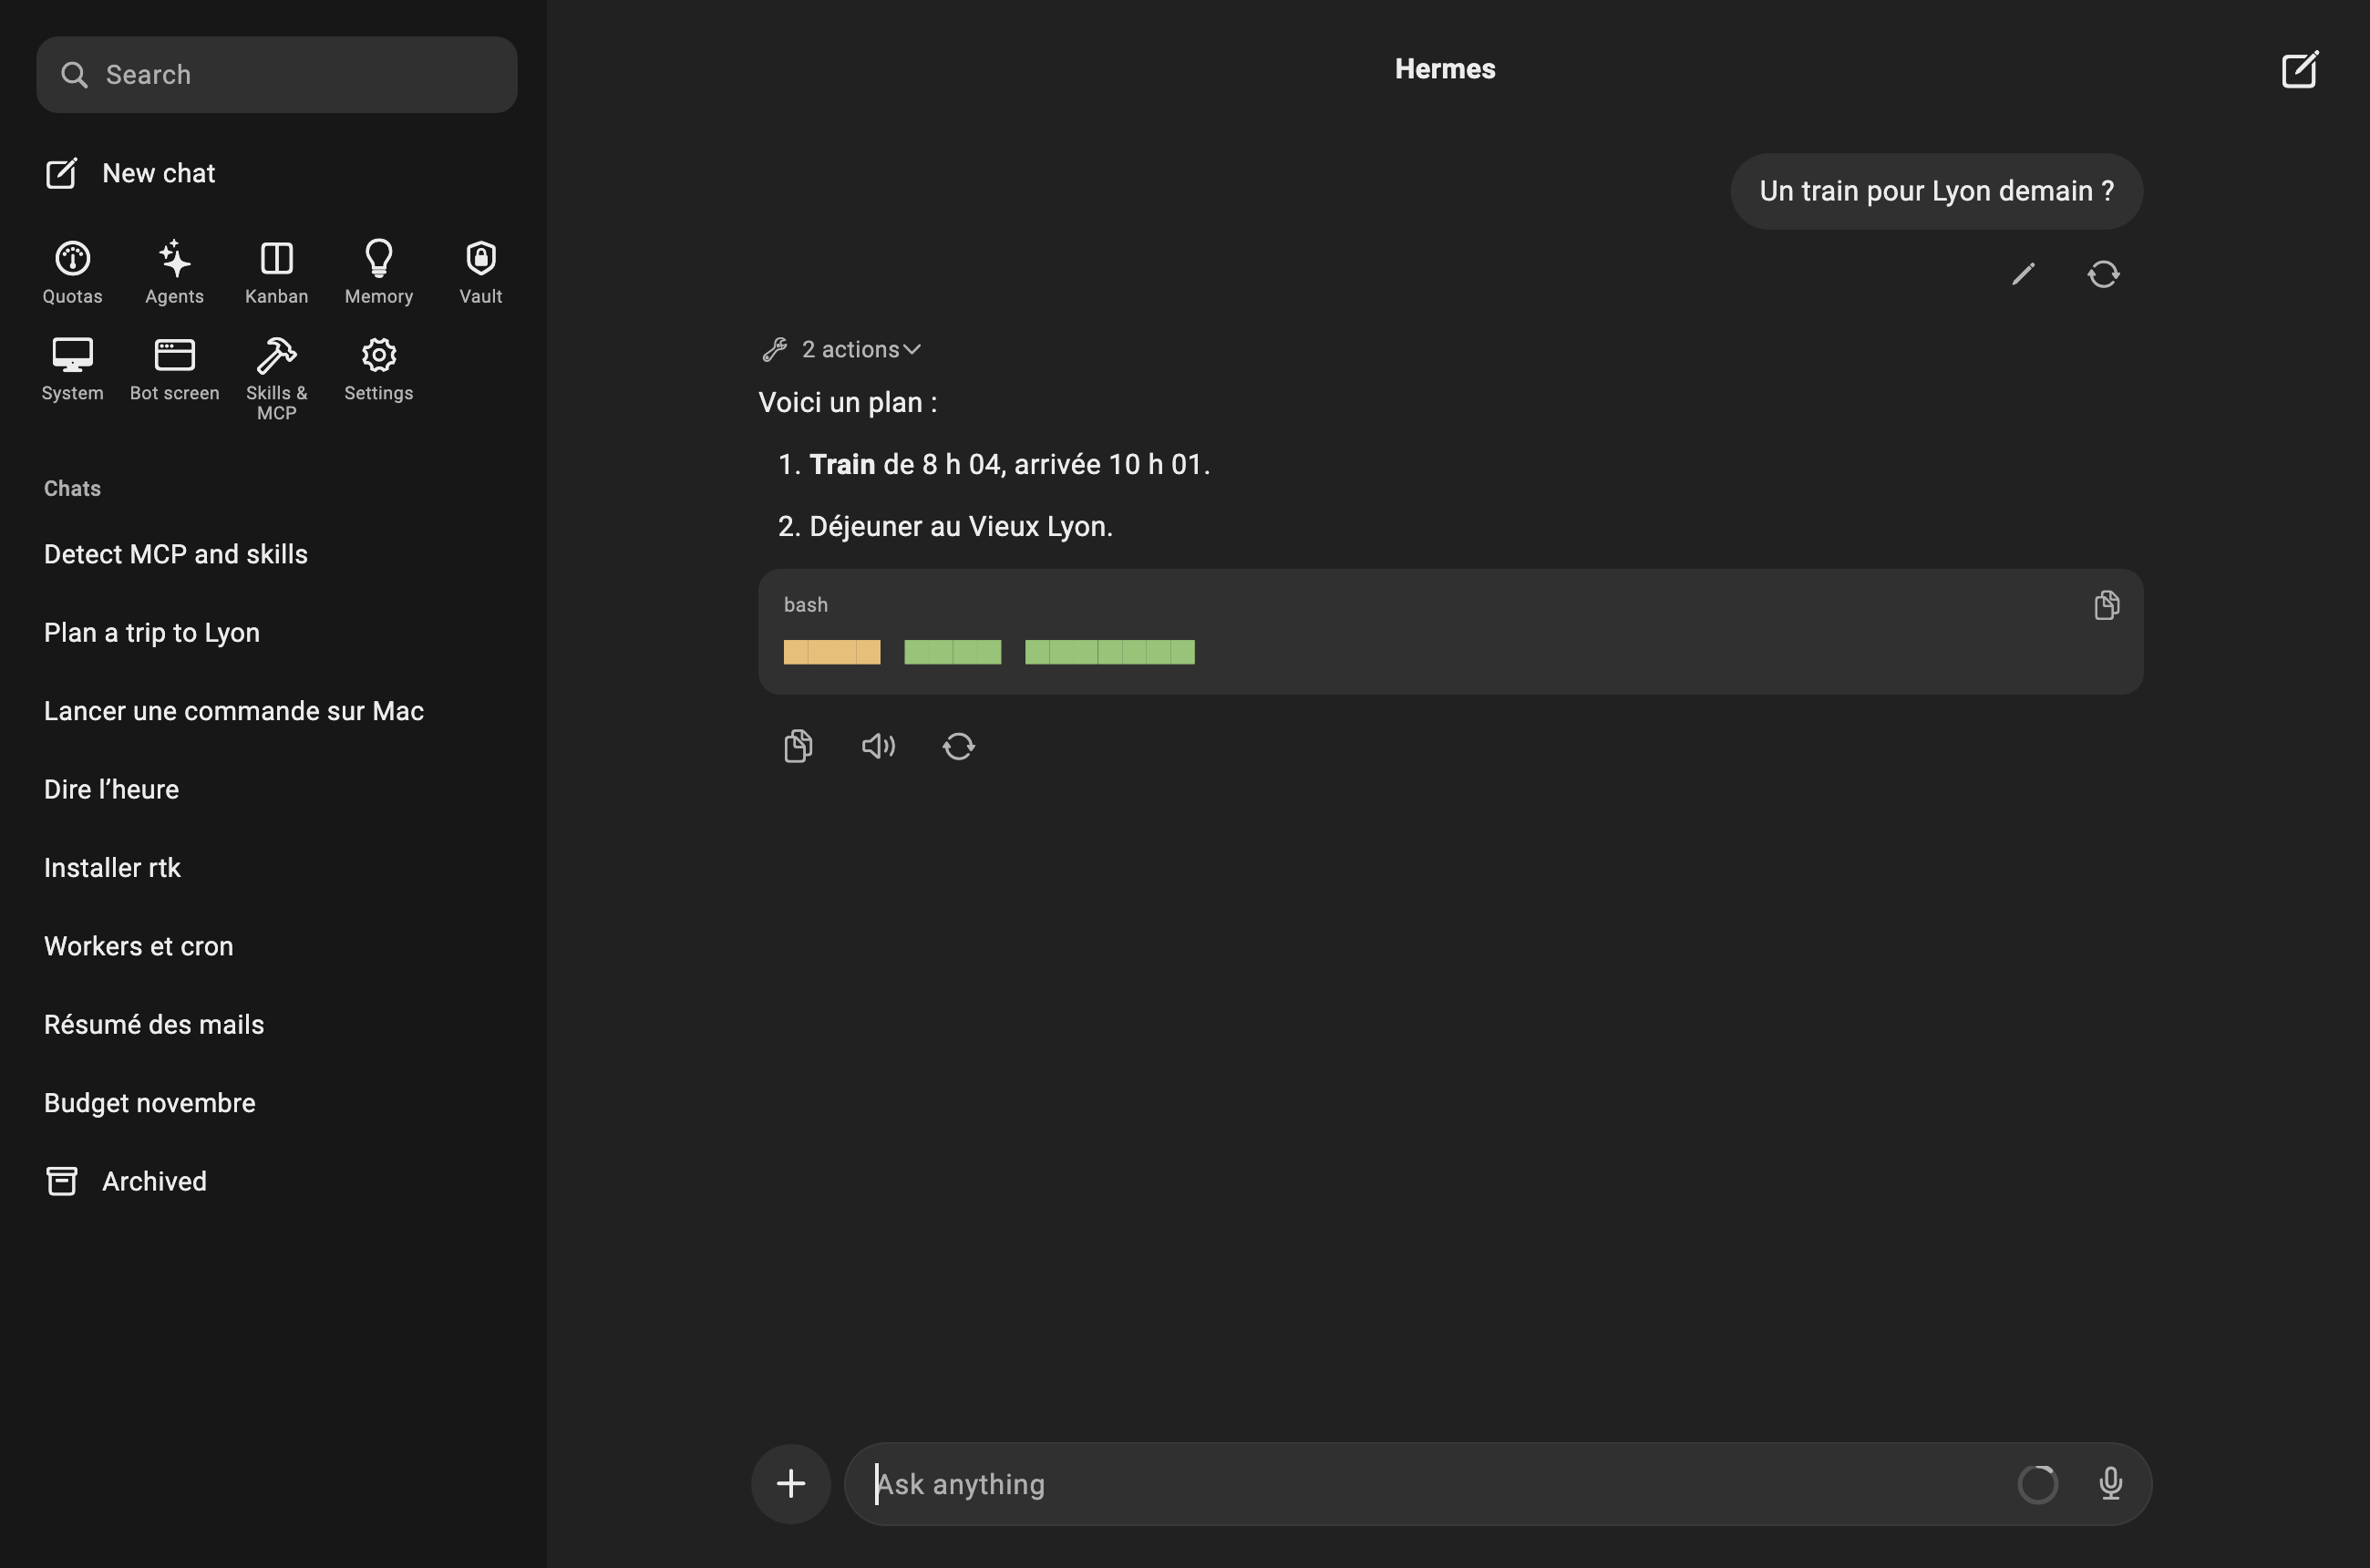 Search
New chat
Quotas
Agents
Kanban
Memory
Vault
System
Bot screen
Skills &
MCP
Settings
Chats
Detect MCP and skills
Plan a trip to Lyon
Lancer une commande sur Mac
Dire l’heure
Installer rtk
Workers et cron
Résumé des mails
Budget novembre
Archived
Hermes
Un train pour Lyon demain ?
2 actions
Voici un plan :
1. Train de 8 h 04, arrivée 10 h 01.
2. Déjeuner au Vieux Lyon.
bash
Ask anything